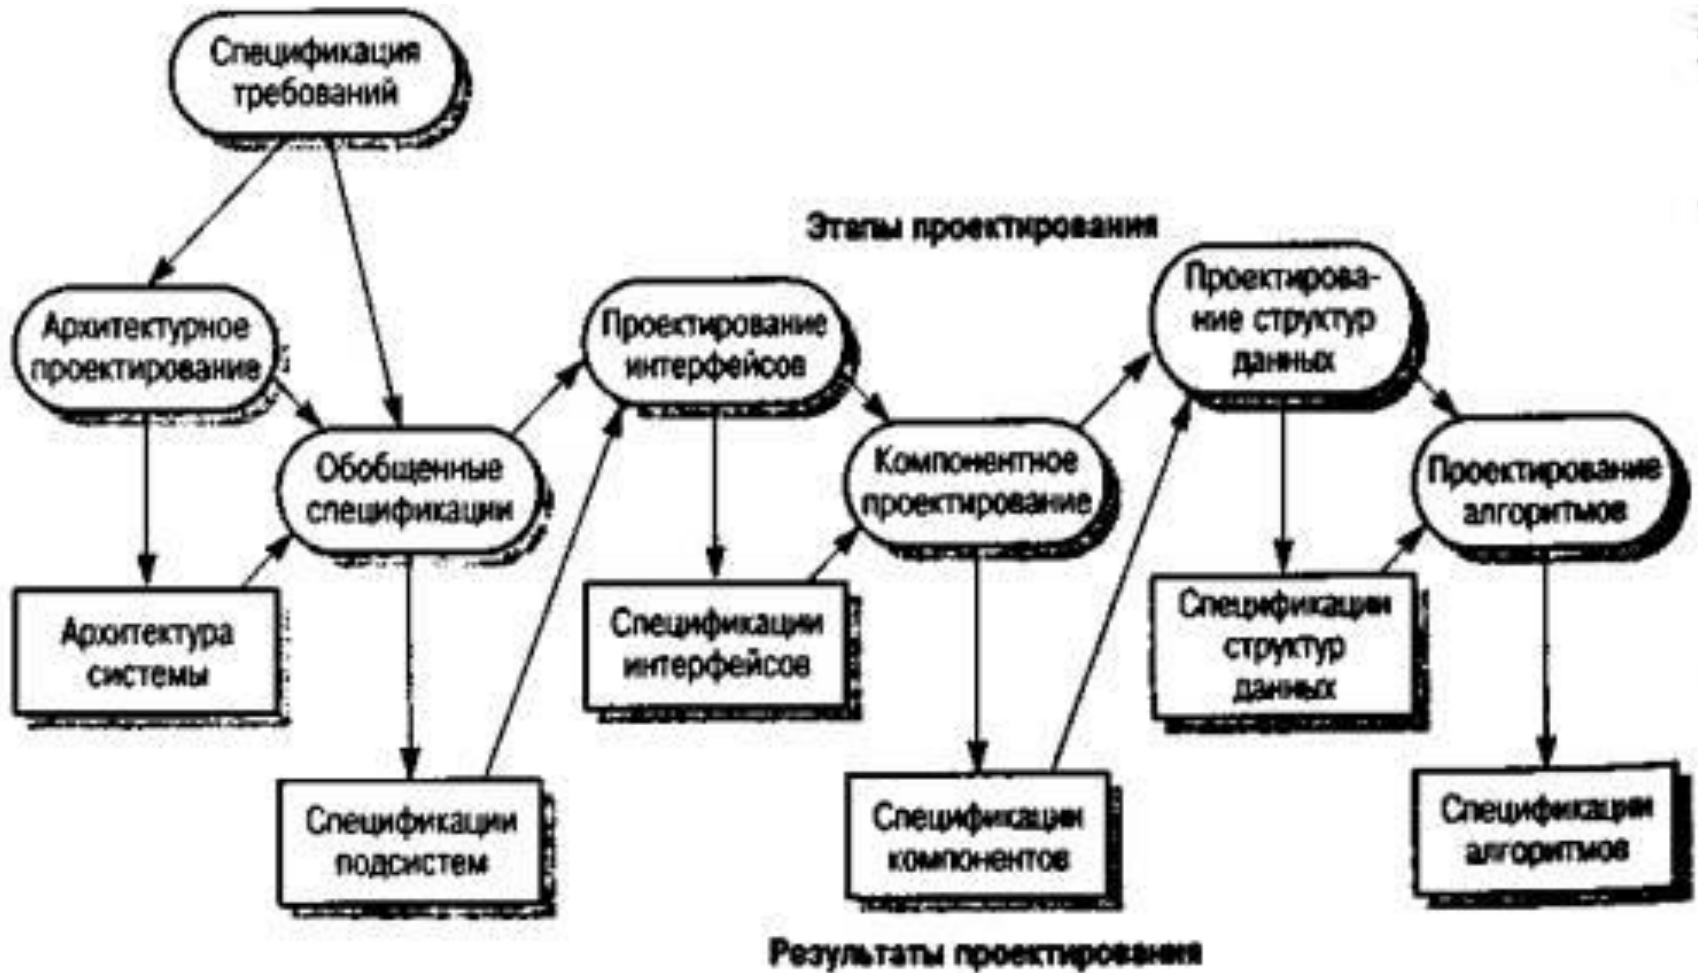 Спецификация
требований
Этапы проектирования
Архитектурное
проектирование
Обобщенные
спецификации
Проектирование
интерфейсов
Компонентное
проектирование
Проектирова-
ние структур
данных
Проектирование
алгоритмов
Архитектура
системы
Спецификации
подсистем
Спецификации
интерфейсов
Спецификации
компонентов
Спецификации
структур
данных
Спецификации
алгоритмов
Результаты проектирования